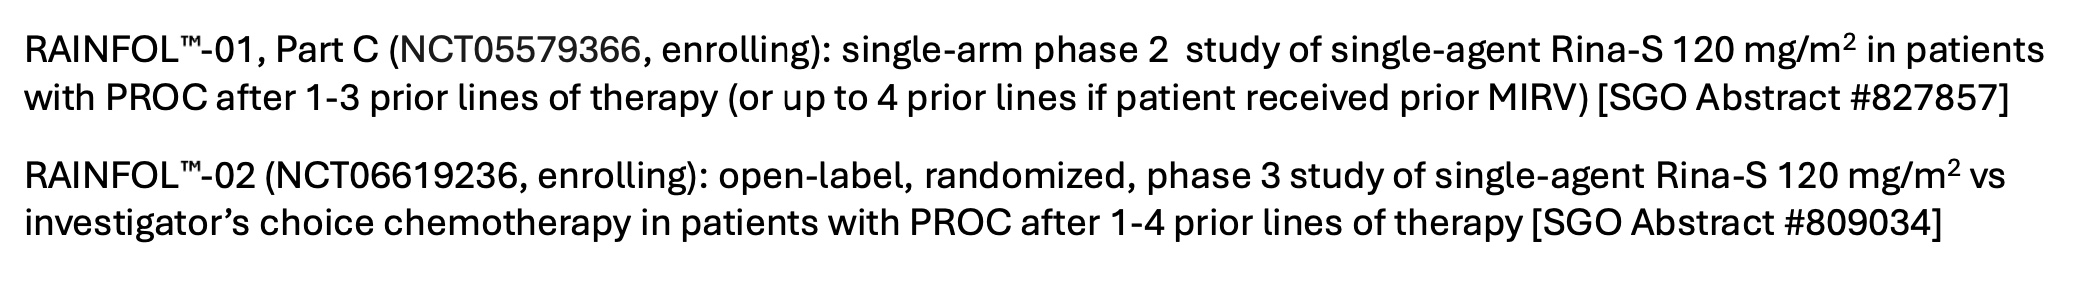 RAINFOL™-01, Part C (NCT05579366, enrolling): single-arm phase 2  study of single-agent Rina-S 120 mg/m² in patients
with PROC after 1-3 prior lines of therapy (or up to 4 prior lines if patient received prior MIRV) [SGO Abstract #827857]
RAINFOL™-02 (NCT06619236, enrolling): open-label, randomized, phase 3 study of single-agent Rina-S 120 mg/m² vs
investigator’s choice chemotherapy in patients with PROC after 1-4 prior lines of therapy [SGO Abstract #809034]